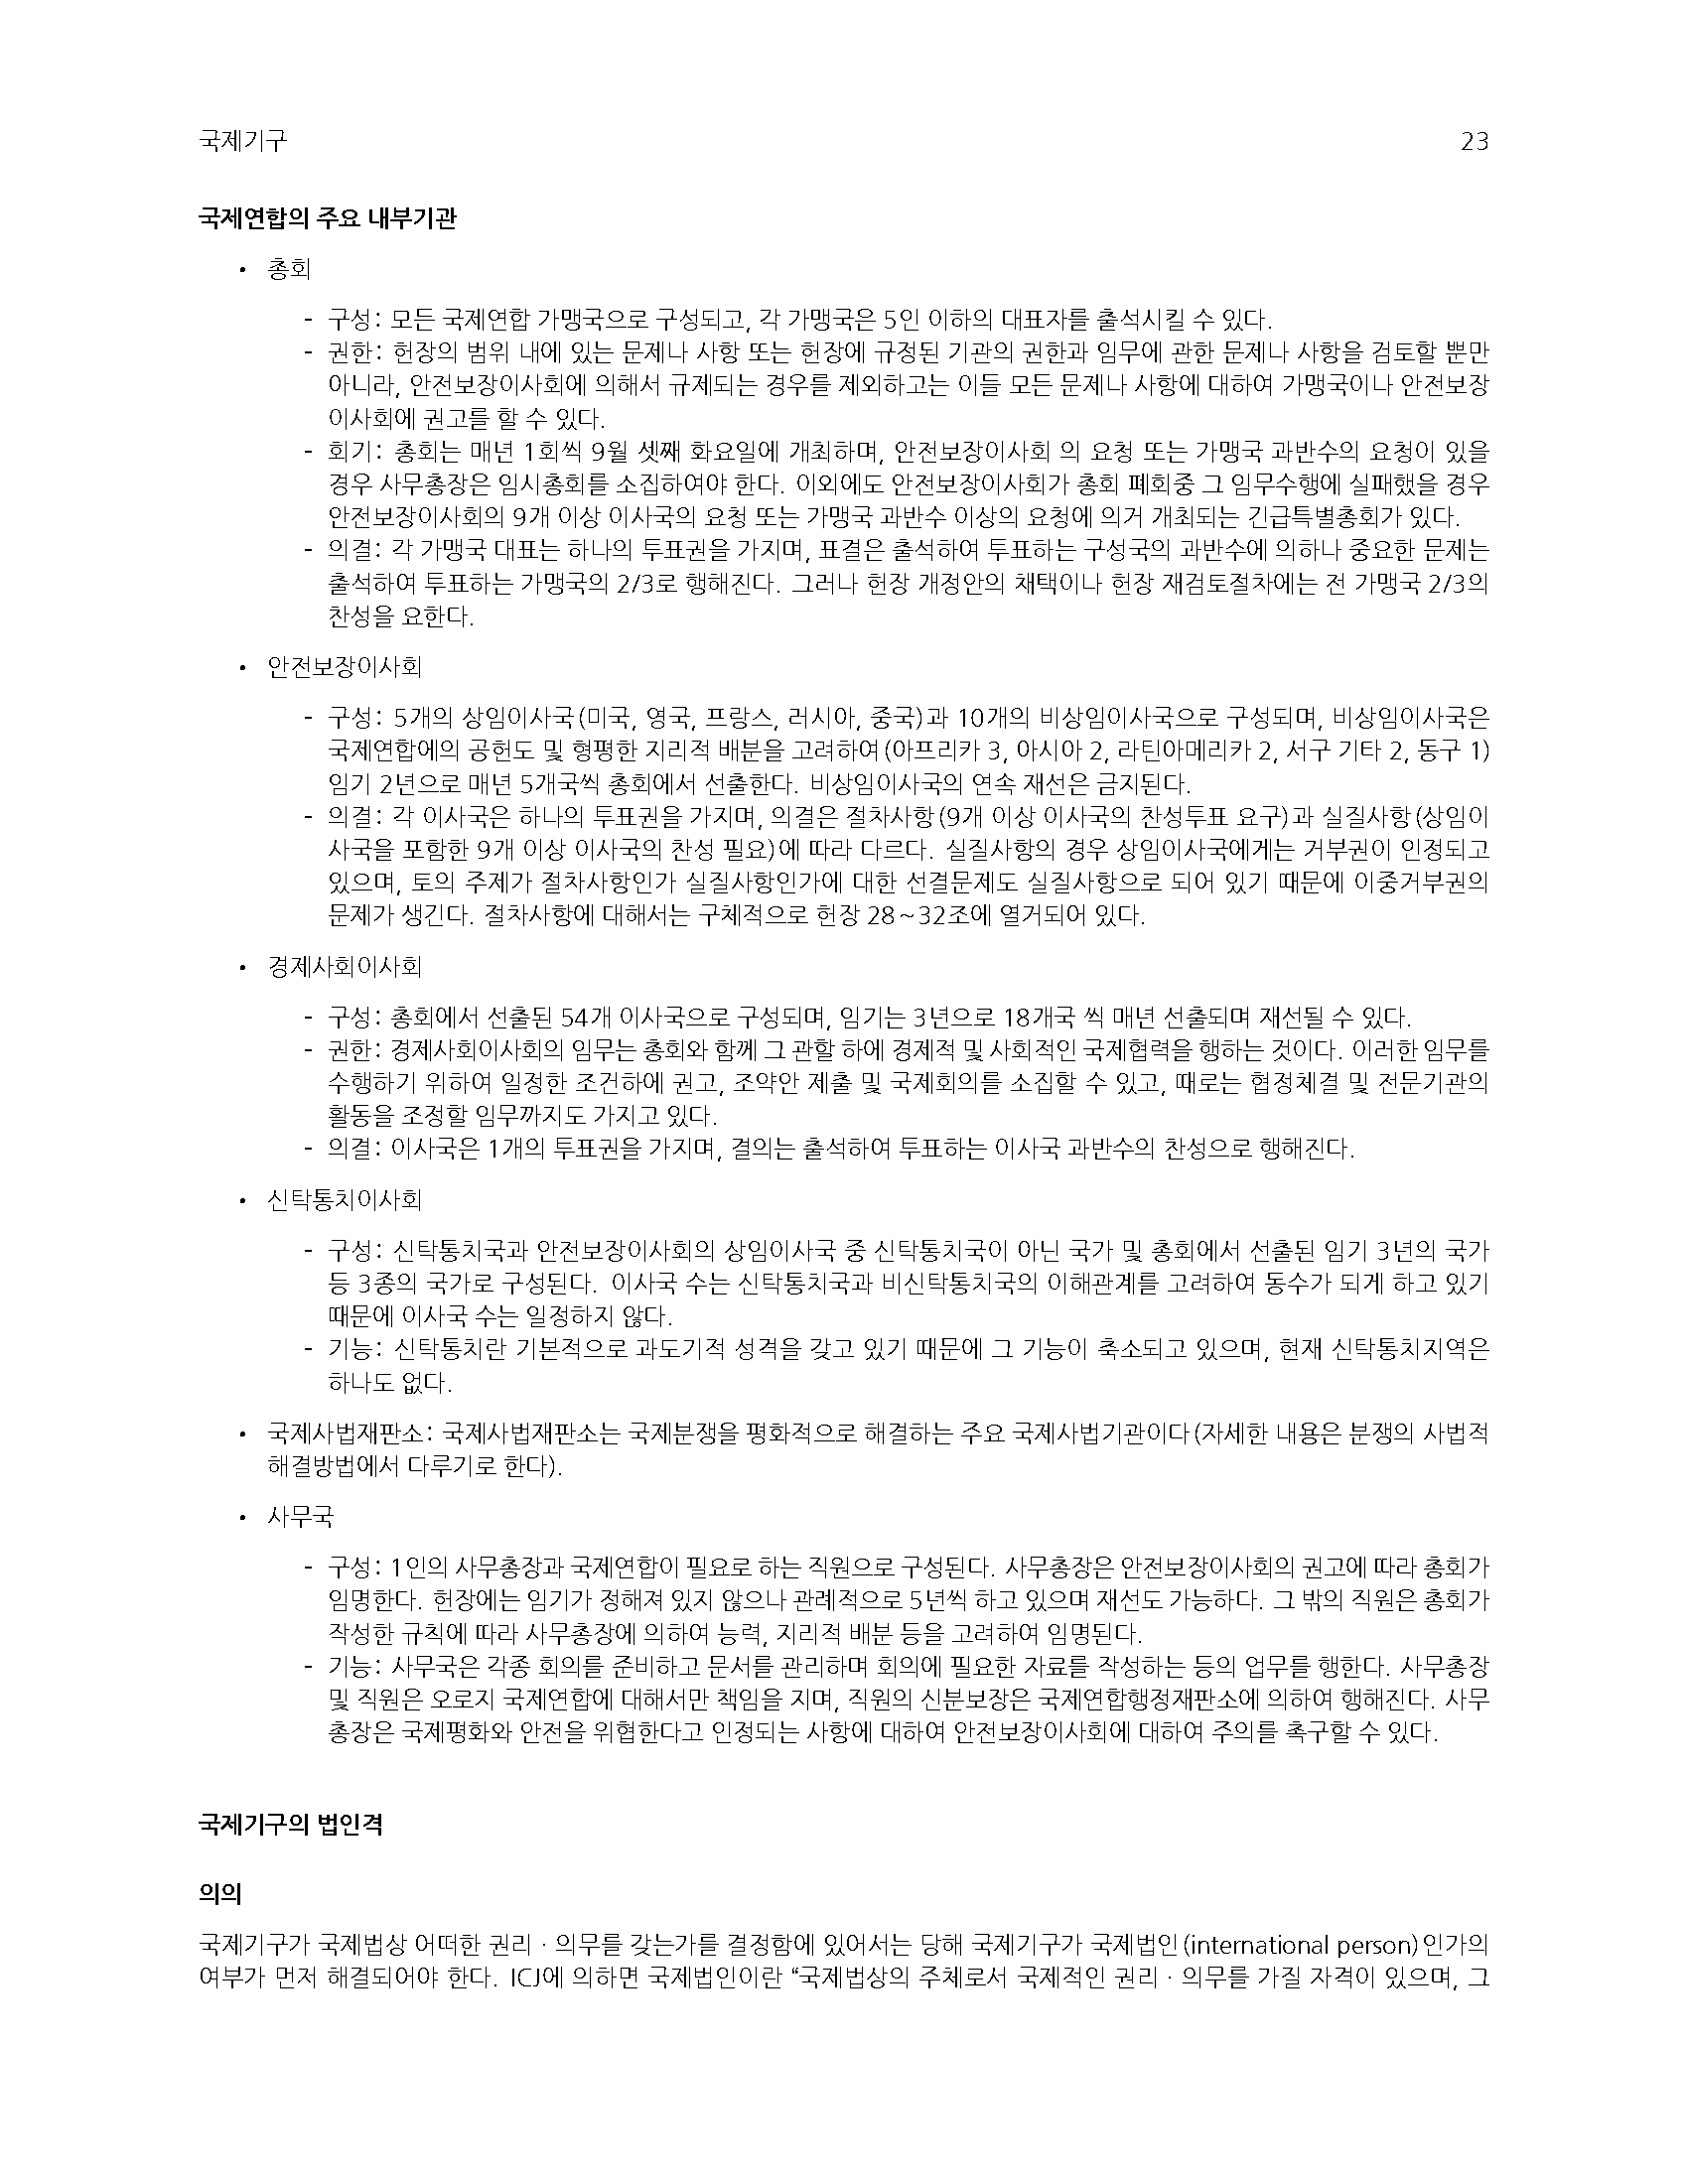 국제기구 23
국제연합의 주요 내부기관
• 총회
- 구성: 모든 국제연합 가맹국으로 구성되고, 각 가맹국은 5인 이하의 대표자를 출석시킬 수 있다.
- 권한: 헌장의 범위 내에 있는 문제나 사항 또는 헌장에 규정된 기관의 권한과 임무에 관한 문제나 사항을 검토할 뿐만
아니라, 안전보장이사회에 의해서 규제되는 경우를 제외하고는 이들 모든 문제나 사항에 대하여 가맹국이나 안전보장
이사회에 권고를 할 수 있다.
- 회기: 총회는 매년 1회씩 9월 셋째 화요일에 개최하며, 안전보장이사회 의 요청 또는 가맹국 과반수의 요청이 있을
경우 사무총장은 임시총회를 소집하여야 한다. 이외에도 안전보장이사회가 총회 폐회중 그 임무수행에 실패했을 경우
안전보장이사회의 9개 이상 이사국의 요청 또는 가맹국 과반수 이상의 요청에 의거 개최되는 긴급특별총회가 있다.
- 의결: 각 가맹국 대표는 하나의 투표권을 가지며, 표결은 출석하여 투표하는 구성국의 과반수에 의하나 중요한 문제는
출석하여 투표하는 가맹국의 2/3로 행해진다. 그러나 헌장 개정안의 채택이나 헌장 재검토절차에는 전 가맹국 2/3의
찬성을 요한다.
• 안전보장이사회
- 구성: 5개의 상임이사국(미국, 영국, 프랑스, 러시아, 중국)과 10개의 비상임이사국으로 구성되며, 비상임이사국은
국제연합에의 공헌도 및 형평한 지리적 배분을 고려하여(아프리카 3, 아시아 2, 라틴아메리카 2, 서구 기타 2, 동구 1)
임기 2년으로 매년 5개국씩 총회에서 선출한다. 비상임이사국의 연속 재선은 금지된다.
- 의결: 각 이사국은 하나의 투표권을 가지며, 의결은 절차사항(9개 이상 이사국의 찬성투표 요구)과 실질사항(상임이
사국을 포함한 9개 이상 이사국의 찬성 필요)에 따라 다르다. 실질사항의 경우 상임이사국에게는 거부권이 인정되고
있으며, 토의 주제가 절차사항인가 실질사항인가에 대한 선결문제도 실질사항으로 되어 있기 때문에 이중거부권의
문제가 생긴다. 절차사항에 대해서는 구체적으로 헌장 28~32조에 열거되어 있다.
• 경제사회이사회
- 구성: 총회에서 선출된 54개 이사국으로 구성되며, 임기는 3년으로 18개국 씩 매년 선출되며 재선될 수 있다.
- 권한: 경제사회이사회의 임무는 총회와 함께 그 관할 하에 경제적 및 사회적인 국제협력을 행하는 것이다. 이러한 임무를
수행하기 위하여 일정한 조건하에 권고, 조약안 제출 및 국제회의를 소집할 수 있고, 때로는 협정체결 및 전문기관의
활동을 조정할 임무까지도 가지고 있다.
- 의결: 이사국은 1개의 투표권을 가지며, 결의는 출석하여 투표하는 이사국 과반수의 찬성으로 행해진다.
• 신탁통치이사회
- 구성: 신탁통치국과 안전보장이사회의 상임이사국 중 신탁통치국이 아닌 국가 및 총회에서 선출된 임기 3년의 국가
등 3종의 국가로 구성된다. 이사국 수는 신탁통치국과 비신탁통치국의 이해관계를 고려하여 동수가 되게 하고 있기
때문에 이사국 수는 일정하지 않다.
- 기능: 신탁통치란 기본적으로 과도기적 성격을 갖고 있기 때문에 그 기능이 축소되고 있으며, 현재 신탁통치지역은
하나도 없다.
• 국제사법재판소: 국제사법재판소는 국제분쟁을 평화적으로 해결하는 주요 국제사법기관이다(자세한 내용은 분쟁의 사법적
해결방법에서 다루기로 한다).
• 사무국
- 구성: 1인의 사무총장과 국제연합이 필요로 하는 직원으로 구성된다. 사무총장은 안전보장이사회의 권고에 따라 총회가
임명한다. 헌장에는 임기가 정해져 있지 않으나 관례적으로 5년씩 하고 있으며 재선도 가능하다. 그 밖의 직원은 총회가
작성한 규칙에 따라 사무총장에 의하여 능력, 지리적 배분 등을 고려하여 임명된다.
- 기능: 사무국은 각종 회의를 준비하고 문서를 관리하며 회의에 필요한 자료를 작성하는 등의 업무를 행한다. 사무총장
및 직원은 오로지 국제연합에 대해서만 책임을 지며, 직원의 신분보장은 국제연합행정재판소에 의하여 행해진다. 사무
총장은 국제평화와 안전을 위협한다고 인정되는 사항에 대하여 안전보장이사회에 대하여 주의를 촉구할 수 있다.
국제기구의 법인격
의의
국제기구가 국제법상 어떠한 권리 · 의무를 갖는가를 결정함에 있어서는 당해 국제기구가 국제법인(international person)인가의
여부가 먼저 해결되어야 한다. ICJ에 의하면 국제법인이란 “국제법상의 주체로서 국제적인 권리 · 의무를 가질 자격이 있으며, 그